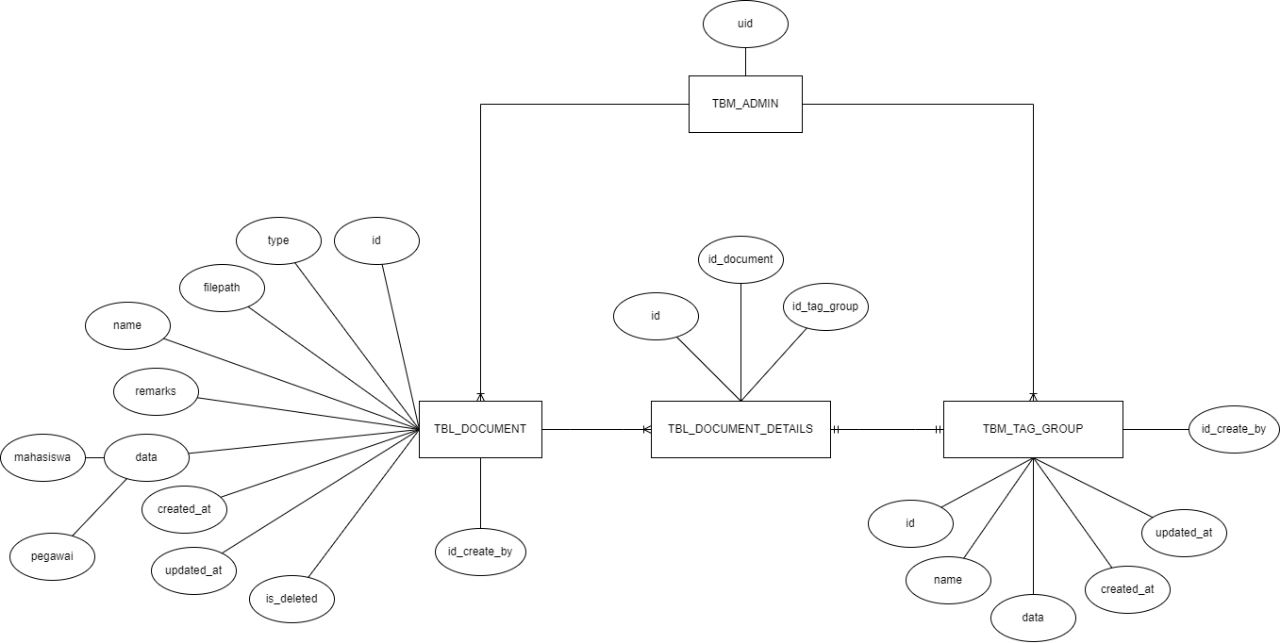 uid
TBM_ADMIN
type
id
filepath
name
remarks
mahasiswa
data
pegawai
created_at
updated_at
is_deleted
TBL_DOCUMENT
id_create_by
id_document
id
id_tag_group
TBL_DOCUMENT_DETAILS
TBM_TAG_GROUP
id_create_by
id
name
data
created_at
updated_at